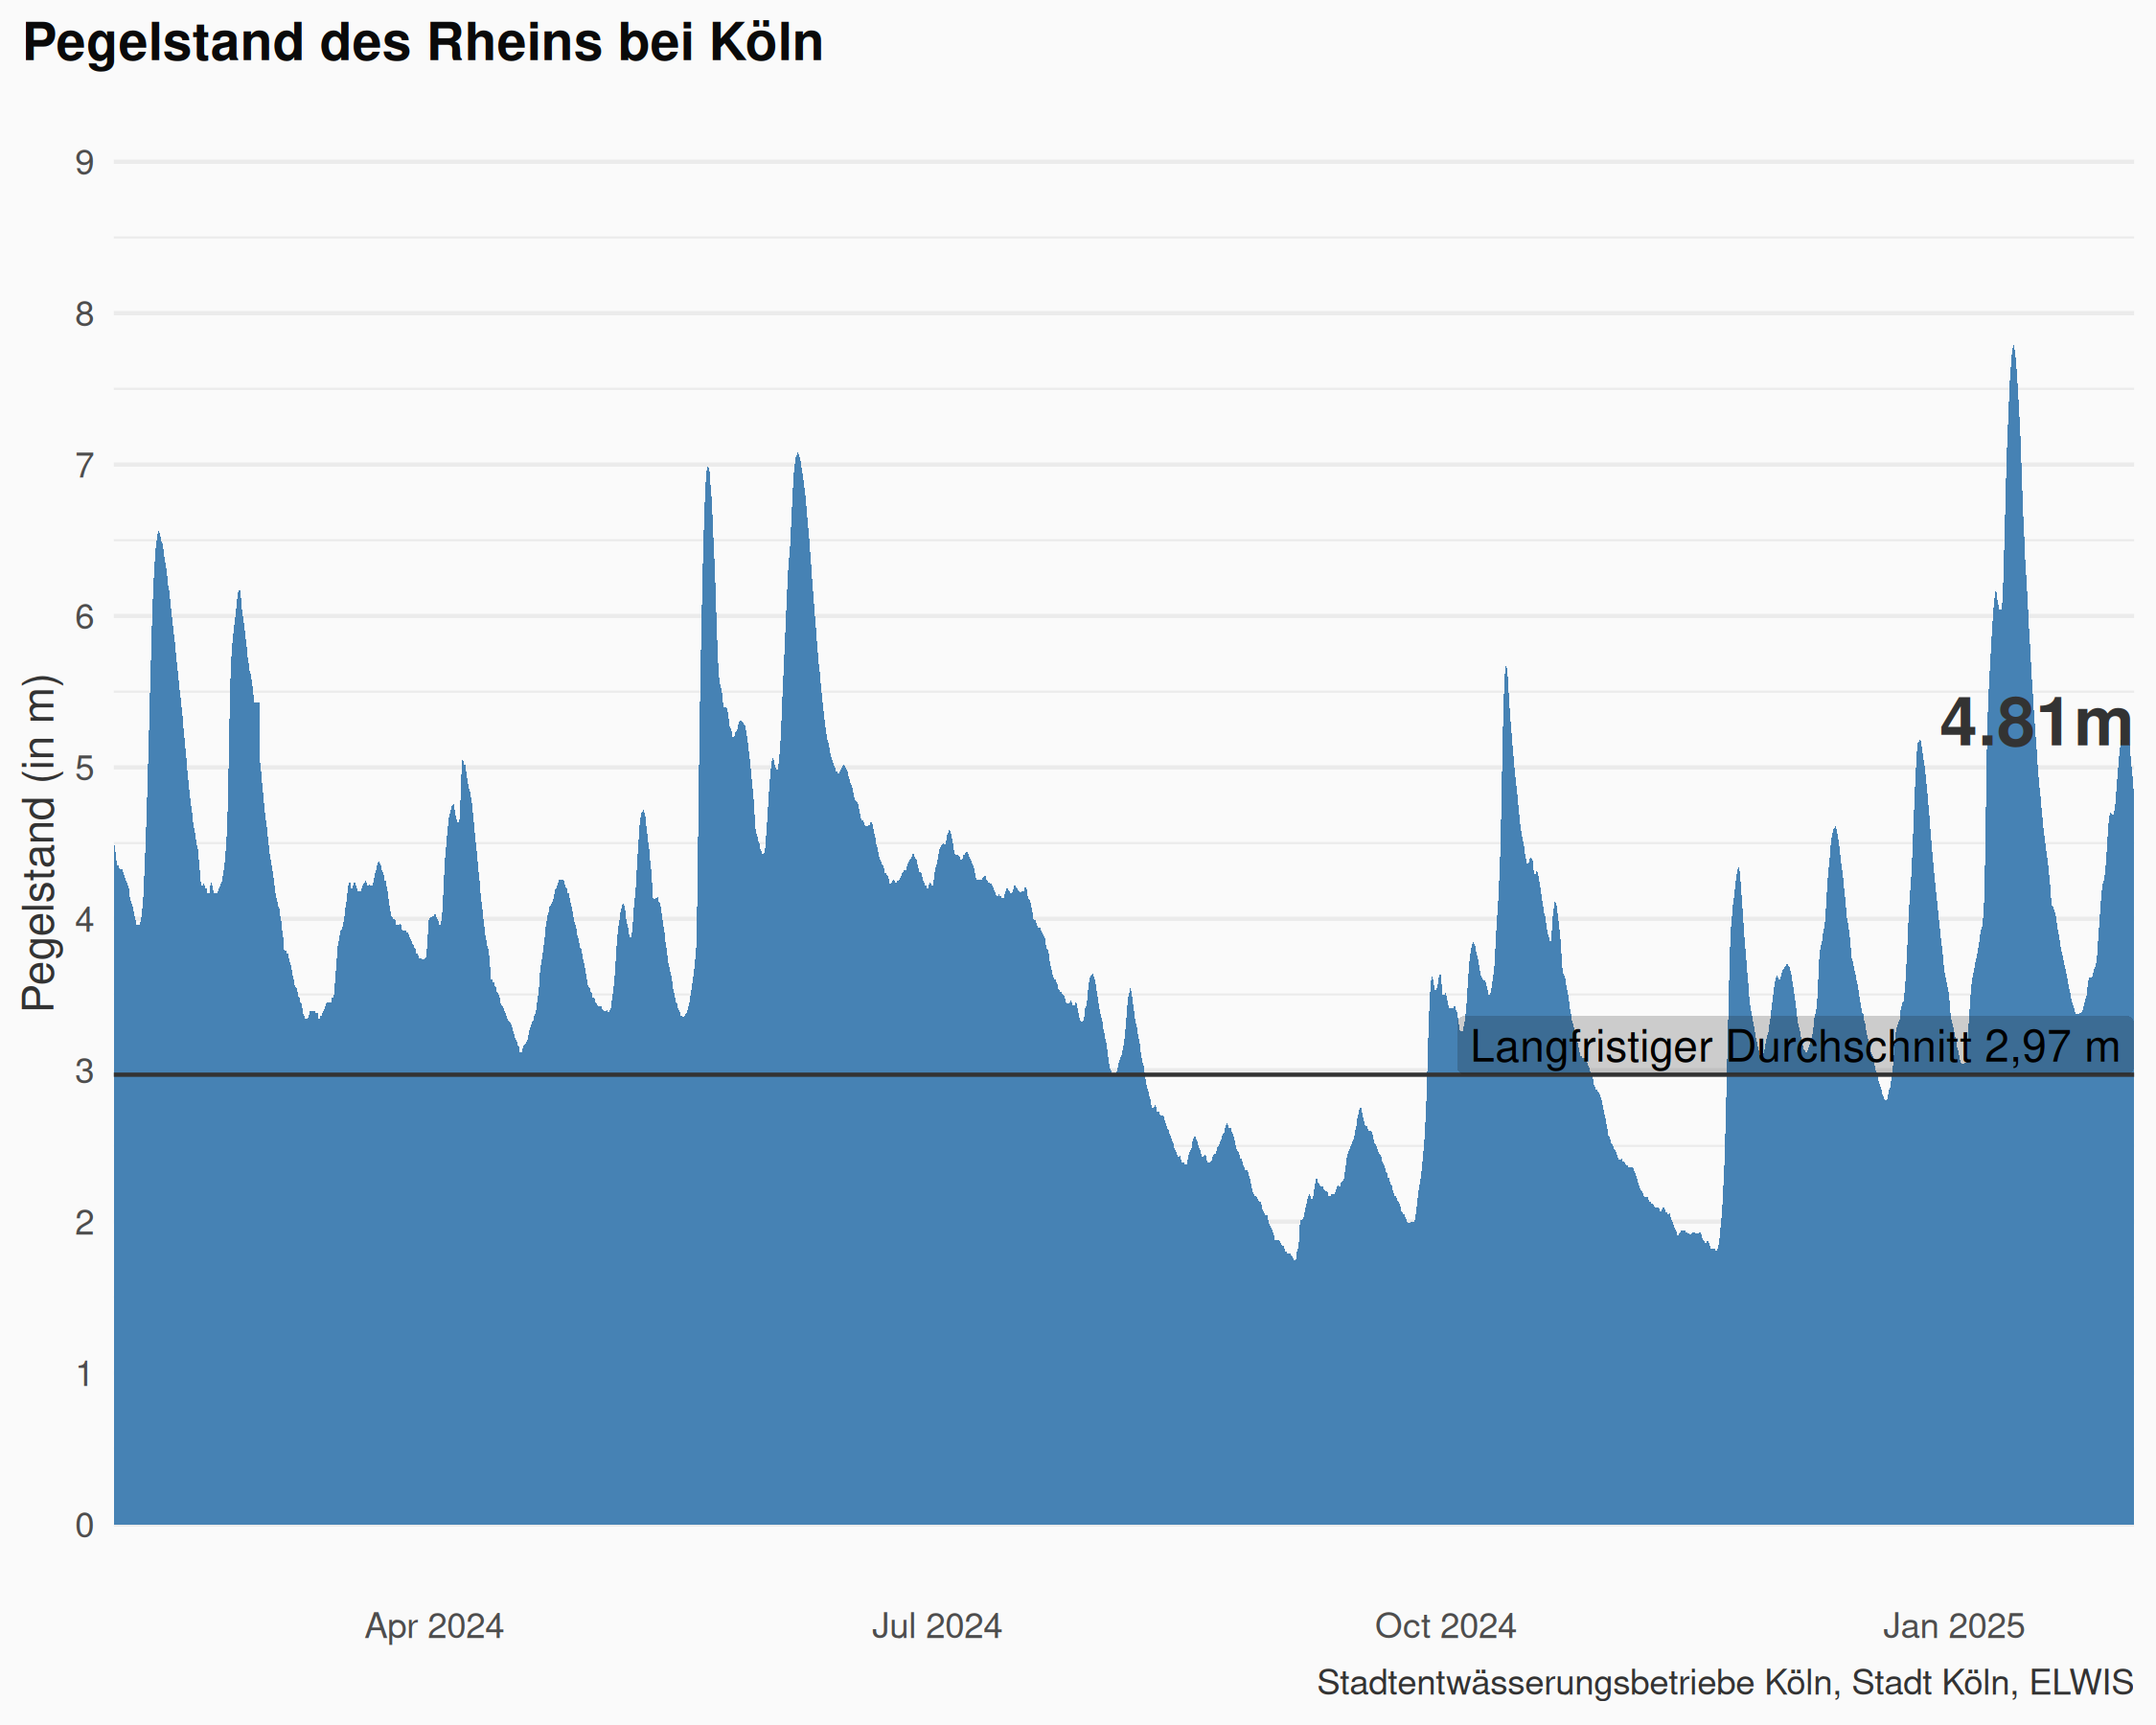 Pegelstand des Rheins bei Köln
Pegelstand (in m)
9
8
7
6
5
4
3
2
1
0
4.81m
Langfristiger Durchschnitt 2,97 m
Apr 2024
Jul 2024
Oct 2024
Jan 2025
Stadtentwässerungsbetriebe Köln, Stadt Köln, ELWIS